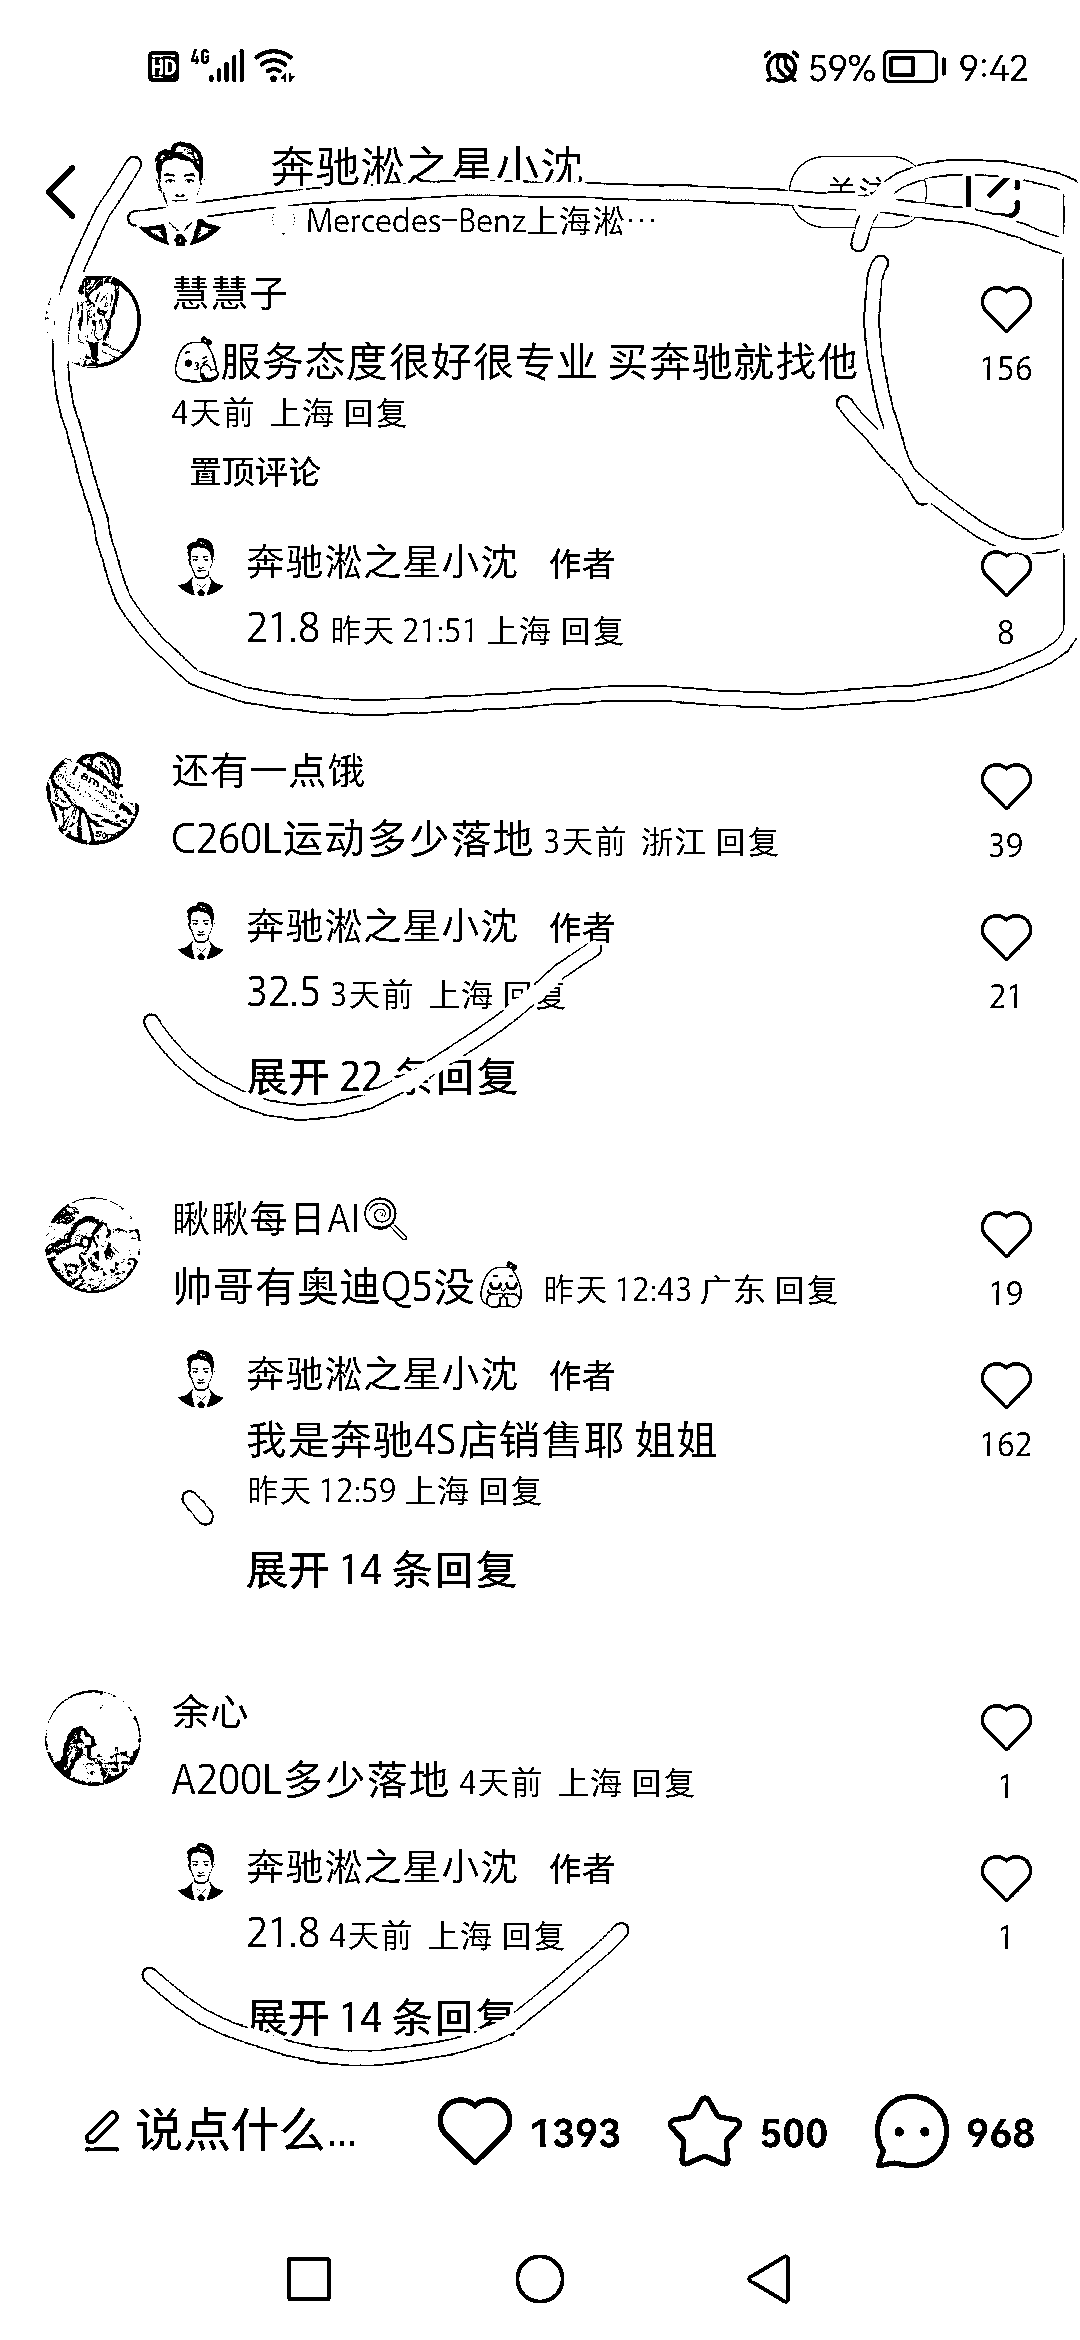 HD 4G 59% 9:42
奔驰淞之星小沈
关注
Mercedes-Benz上海淞…
慧慧子
服务态度很好很专业 买奔驰就找他
156
4天前 上海 回复
置顶评论
奔驰淞之星小沈 作者
21.8 昨天 21:51 上海 回复
8
还有一点饿
C260L运动多少落地 3天前 浙江 回复
39
奔驰淞之星小沈 作者
32.5 3天前 上海 回复
21
展开 22 条回复
瞅瞅每日AI
帅哥有奥迪Q5没 昨天 12:43 广东 回复
19
奔驰淞之星小沈 作者
我是奔驰4S店销售耶 姐姐
162
昨天 12:59 上海 回复
展开 14 条回复
余心
A200L多少落地 4天前 上海 回复
1
奔驰淞之星小沈 作者
21.8 4天前 上海 回复
1
展开 14 条回复
说点什么... 1393 500 968